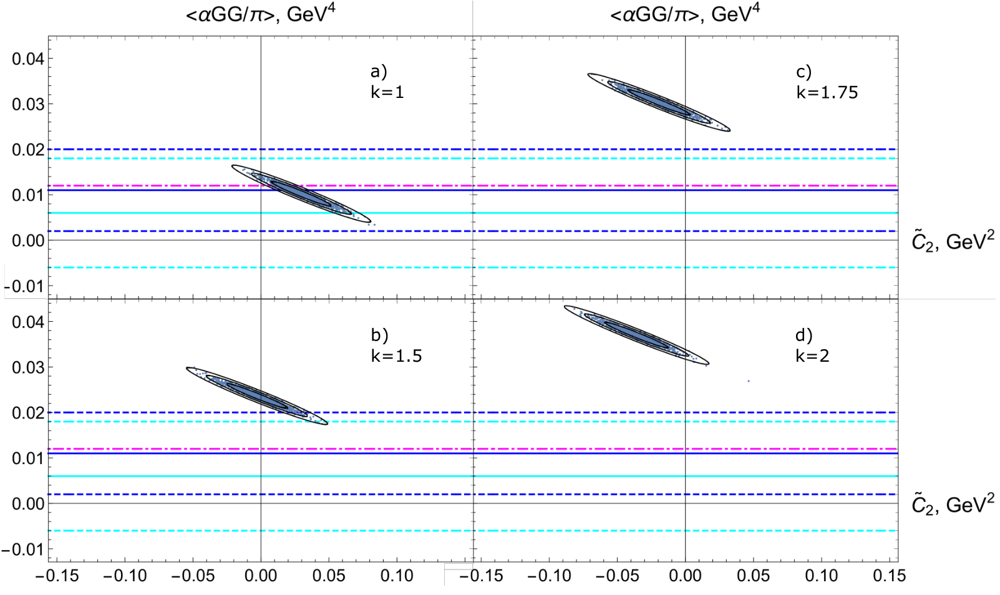 <αGG/π>, GeV⁴
<αGG/π>, GeV⁴
0.04
0.03
0.02
0.01
0.00
−0.01
a)
k=1
c)
k=1.75
C̃₂, GeV²
0.04
0.03
0.02
0.01
0.00
−0.01
b)
k=1.5
d)
k=2
C̃₂, GeV²
−0.15 −0.10 −0.05 0.00 0.05 0.10 −0.15 −0.10 −0.05 0.00 0.05 0.10 0.15